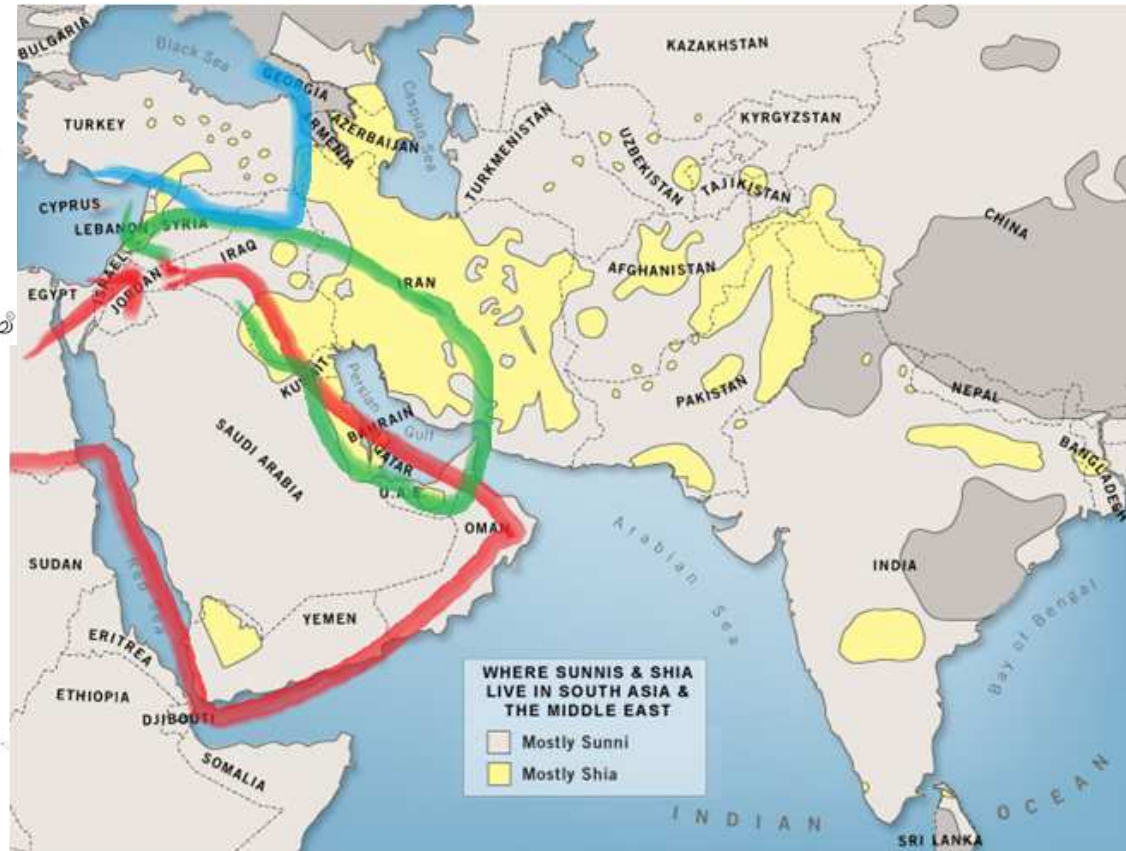 BULGARIA
Black Sea
GEORGIA
KAZAKHSTAN
Caspian Sea
TURKEY
ARMENIA
AZERBAIJAN
TURKMENISTAN
UZBEKISTAN
KYRGYZSTAN
TAJIKISTAN
CHINA
CYPRUS
LEBANON
SYRIA
ISRAEL
JORDAN
IRAQ
IRAN
AFGHANISTAN
EGYPT
KUWAIT
Persian
Gulf
BAHRAIN
QATAR
U.A.E.
SAUDI ARABIA
PAKISTAN
NEPAL
BANGLADESH
OMAN
Arabian Sea
INDIA
Bay of Bengal
SUDAN
Red Sea
YEMEN
ERITREA
ETHIOPIA
DJIBOUTI
SOMALIA
WHERE SUNNIS & SHIA
LIVE IN SOUTH ASIA &
THE MIDDLE EAST
Mostly Sunni
Mostly Shia
INDIAN OCEAN
SRI LANKA